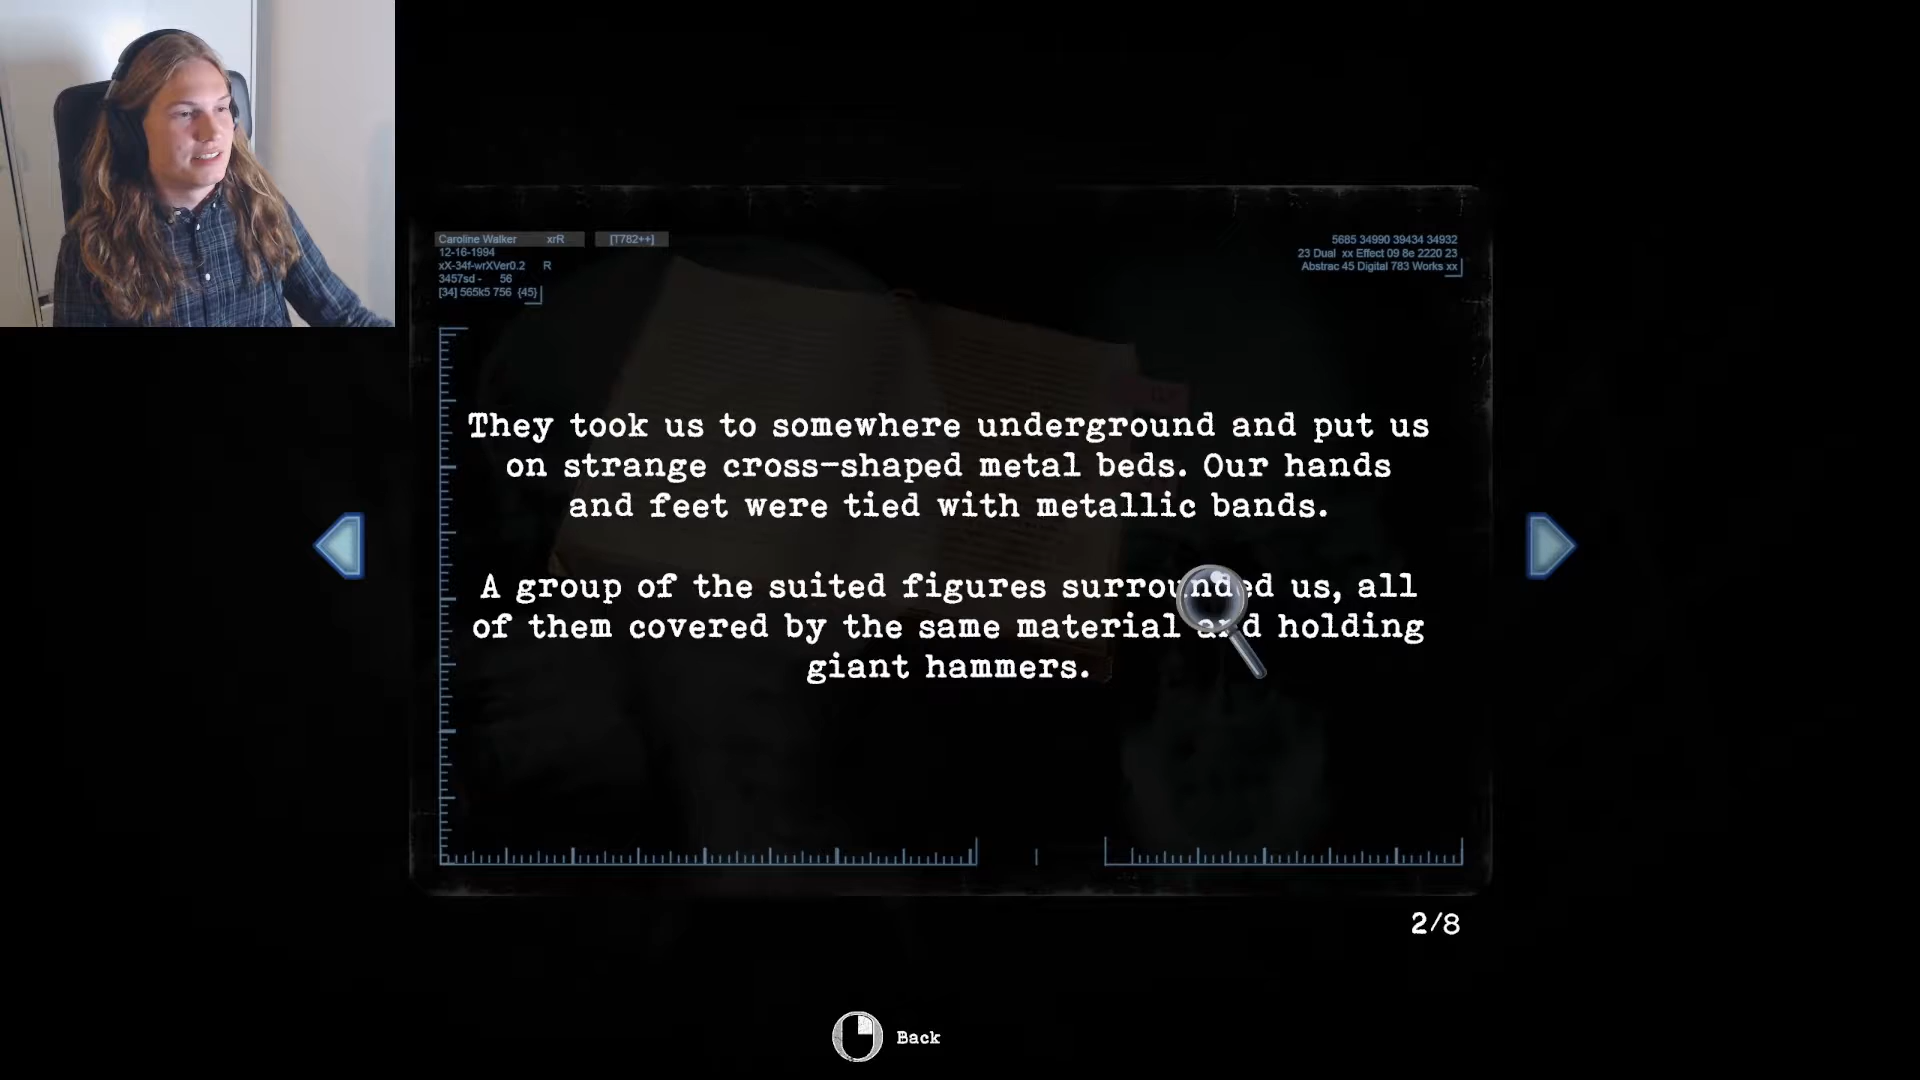 Caroline Walker xrR [T782++]
12-16-1994
xX-34f-wrXVer0.2 R
3457sd - 56
[34] 565k5 756 {45}
5685 34990 39434 34932
23 Dual xx Effect 09 8e 2220 23
Abstrac 45 Digital 783 Works xx
They took us to somewhere underground and put us
on strange cross-shaped metal beds. Our hands
and feet were tied with metallic bands.
A group of the suited figures surrounded us, all
of them covered by the same material and holding
giant hammers.
2/8
Back